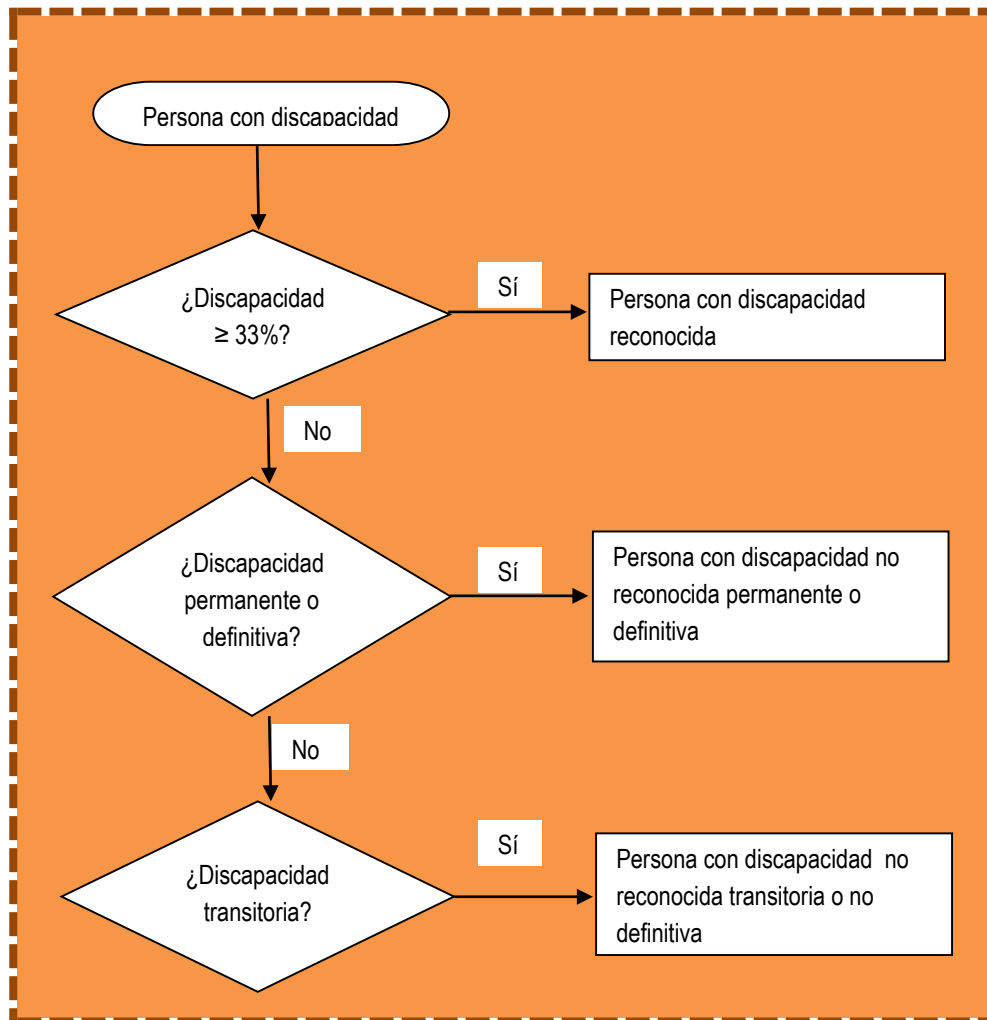 Persona con discapacidad
¿Discapacidad
≥ 33%?
Sí
Persona con discapacidad
reconocida
No
¿Discapacidad
permanente o
definitiva?
Sí
Persona con discapacidad no
reconocida permanente o
definitiva
No
¿Discapacidad
transitoria?
Sí
Persona con discapacidad no
reconocida transitoria o no
definitiva